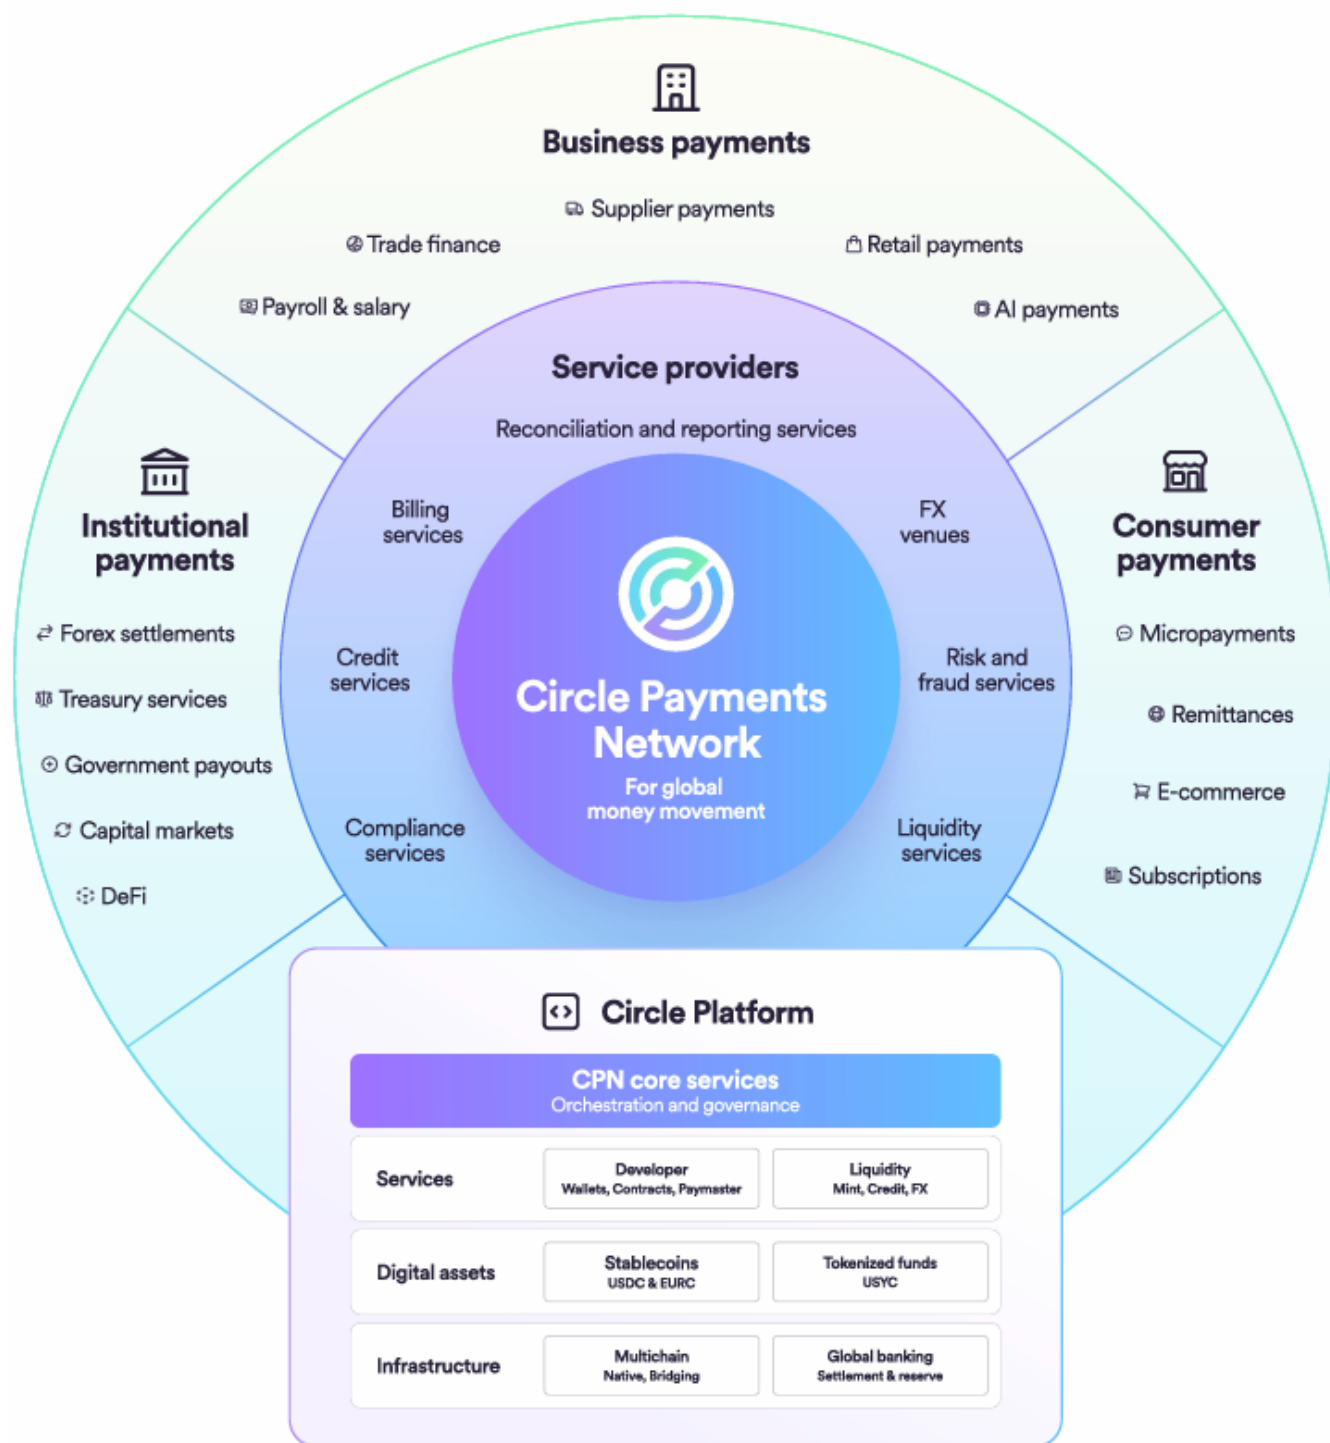 Business payments
Supplier payments
Trade finance
Retail payments
Payroll & salary
AI payments
Service providers
Reconciliation and reporting services
Billing
services
FX
venues
Credit
services
Risk and
fraud services
Compliance
services
Liquidity
services
Institutional
payments
Forex settlements
Treasury services
Government payouts
Capital markets
DeFi
Consumer
payments
Micropayments
Remittances
E-commerce
Subscriptions
Circle Payments
Network
For global
money movement
Circle Platform
CPN core services
Orchestration and governance
Services
Developer
Wallets, Contracts, Paymaster
Liquidity
Mint, Credit, FX
Digital assets
Stablecoins
USDC & EURC
Tokenized funds
USYC
Infrastructure
Multichain
Native, Bridging
Global banking
Settlement & reserve